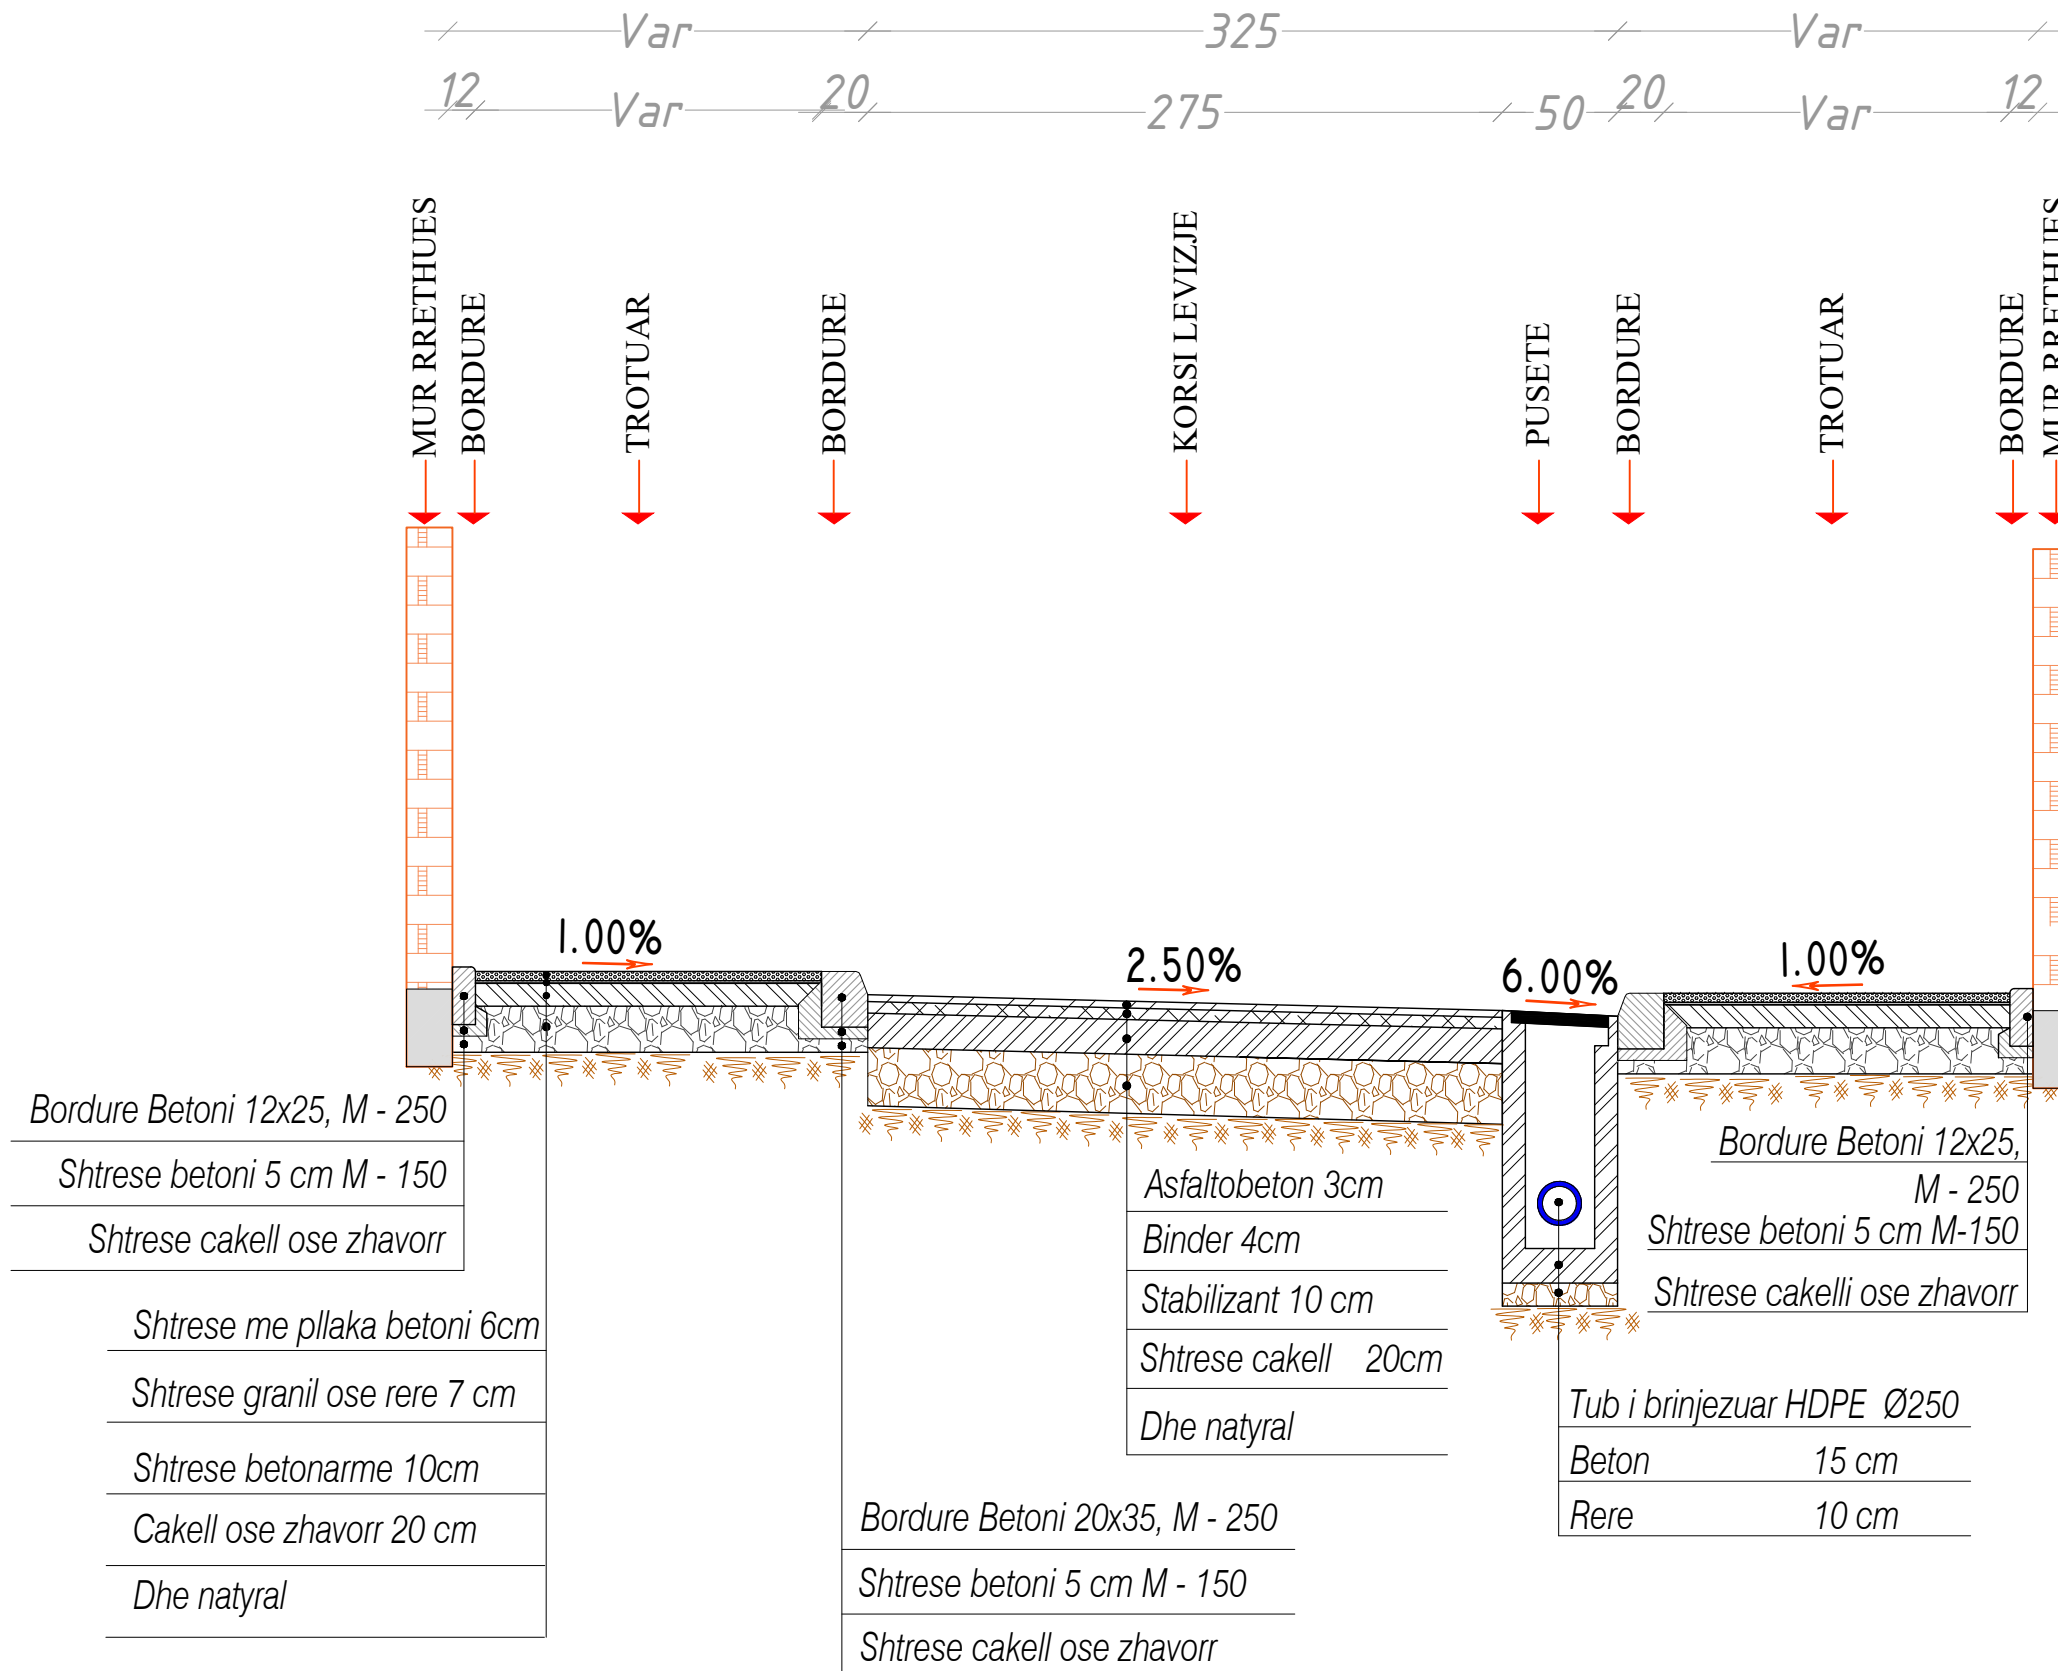 Var 325 Var
12 Var 20 275 50 20 Var 12
MUR RRETHUES
BORDURE
TROTUAR
BORDURE
KORSI LEVIZJE
PUSETE
BORDURE
TROTUAR
BORDURE
MUR RRETHUES
1.00%
2.50%
6.00%
1.00%
Bordure Betoni 12x25, M - 250
Shtrese betoni 5 cm M - 150
Shtrese cakell ose zhavorr
Shtrese me pllaka betoni 6cm
Shtrese granil ose rere 7 cm
Shtrese betonarme 10cm
Cakell ose zhavorr 20 cm
Dhe natyral
Bordure Betoni 20x35, M - 250
Shtrese betoni 5 cm M - 150
Shtrese cakell ose zhavorr
Asfaltobeton 3cm
Binder 4cm
Stabilizant 10 cm
Shtrese cakell 20cm
Dhe natyral
Tub i brinjezuar HDPE Ø250
Beton 15 cm
Rere 10 cm
Bordure Betoni 12x25,
M - 250
Shtrese betoni 5 cm M-150
Shtrese cakelli ose zhavorr